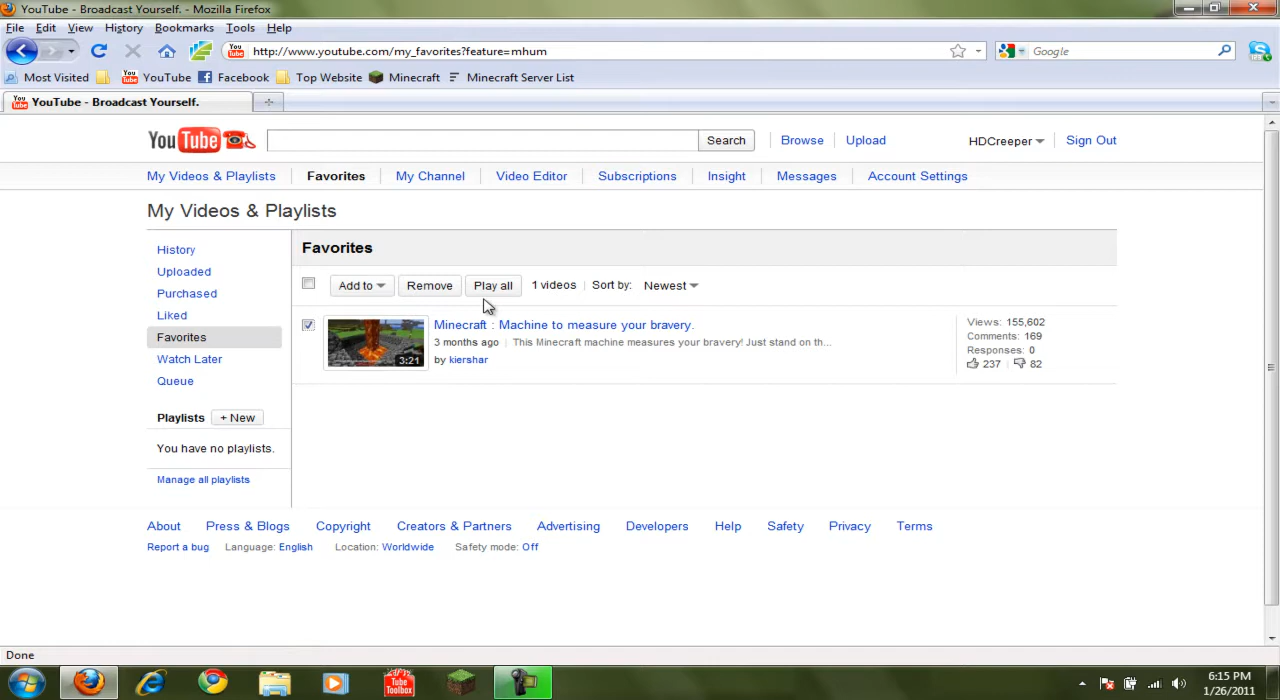 YouTube - Broadcast Yourself. - Mozilla Firefox
File Edit View History Bookmarks Tools Help
http://www.youtube.com/my_favorites?feature=mhum
Google
Most Visited YouTube Facebook Top Website Minecraft Minecraft Server List
YouTube - Broadcast Yourself.
YouTube Search Browse Upload HDCreeper Sign Out
My Videos & Playlists Favorites My Channel Video Editor Subscriptions Insight Messages Account Settings
My Videos & Playlists
History
Uploaded
Purchased
Liked
Favorites
Watch Later
Queue
Playlists + New
You have no playlists.
Manage all playlists
Favorites
Add to Remove Play all 1 videos Sort by: Newest
3:21
Minecraft : Machine to measure your bravery.
3 months ago This Minecraft machine measures your bravery! Just stand on th...
by kiershar
Views: 155,602
Comments: 169
Responses: 0
237 82
About Press & Blogs Copyright Creators & Partners Advertising Developers Help Safety Privacy Terms
Report a bug Language: English Location: Worldwide Safety mode: Off
Done
Tube Toolbox
6:15 PM
1/26/2011